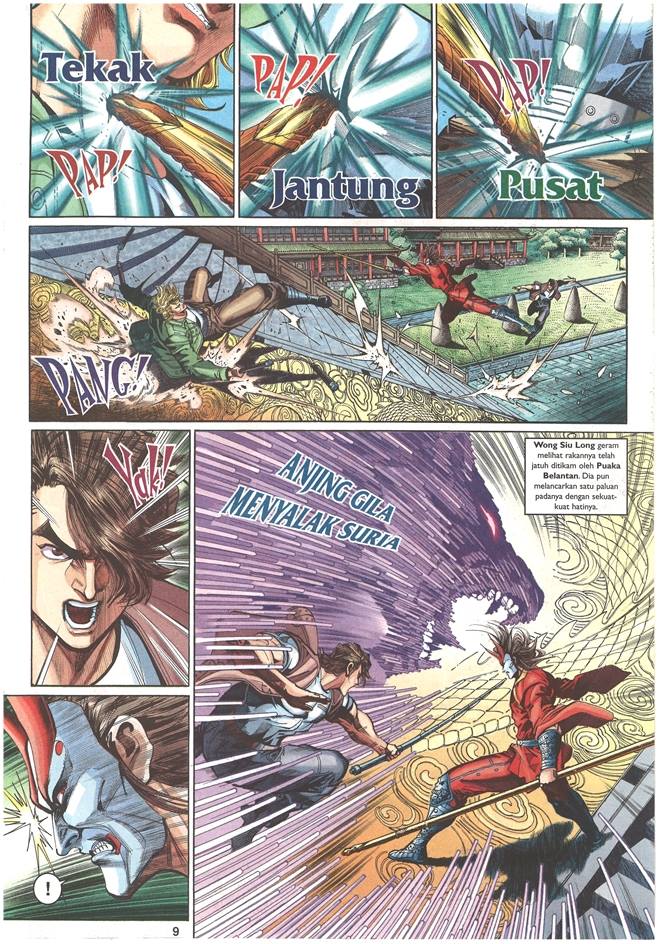 Tekak
PAP!
PAP!
Jantung
PAP!
Pusat
PANG!
Yah!!
ANJING GILA
MENYALAK SURIA
Wong Siu Long geram
melihat rakannya telah
jatuh ditikam oleh Puaka
Belantan. Dia pun
melancarkan satu paluan
padanya dengan sekuat-
kuat hatinya.
!
9